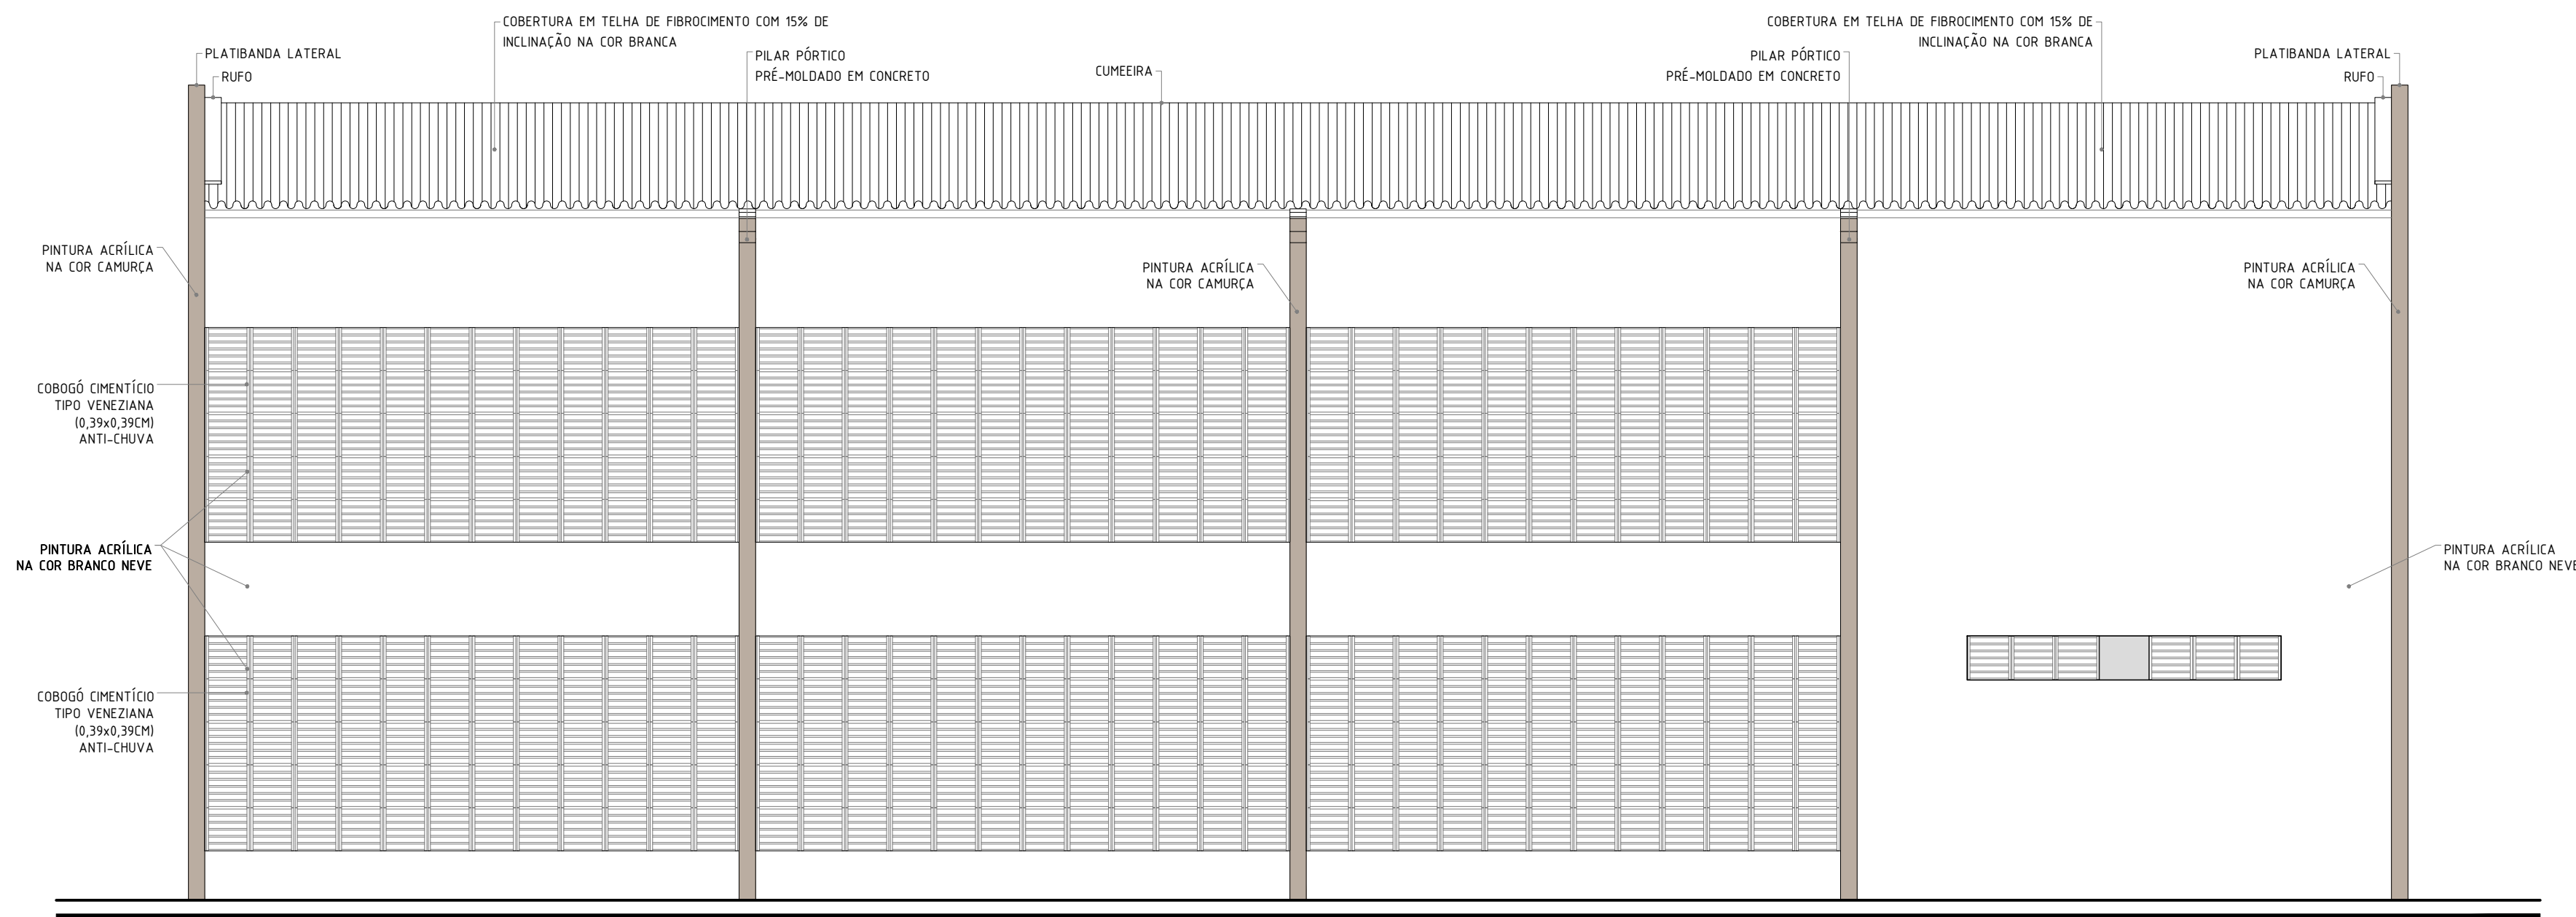 COBERTURA EM TELHA DE FIBROCIMENTO COM 15% DE
INCLINAÇÃO NA COR BRANCA
COBERTURA EM TELHA DE FIBROCIMENTO COM 15% DE
INCLINAÇÃO NA COR BRANCA
PLATIBANDA LATERAL
RUFO
PILAR PÓRTICO
PRÉ-MOLDADO EM CONCRETO
CUMEEIRA
PILAR PÓRTICO
PRÉ-MOLDADO EM CONCRETO
PLATIBANDA LATERAL
RUFO
PINTURA ACRÍLICA
NA COR CAMURÇA
PINTURA ACRÍLICA
NA COR CAMURÇA
PINTURA ACRÍLICA
NA COR CAMURÇA
COBOGÓ CIMENTÍCIO
TIPO VENEZIANA
(0,39x0,39CM)
ANTI-CHUVA
PINTURA ACRÍLICA
NA COR BRANCO NEVE
PINTURA ACRÍLICA
NA COR BRANCO NEVE
COBOGÓ CIMENTÍCIO
TIPO VENEZIANA
(0,39x0,39CM)
ANTI-CHUVA